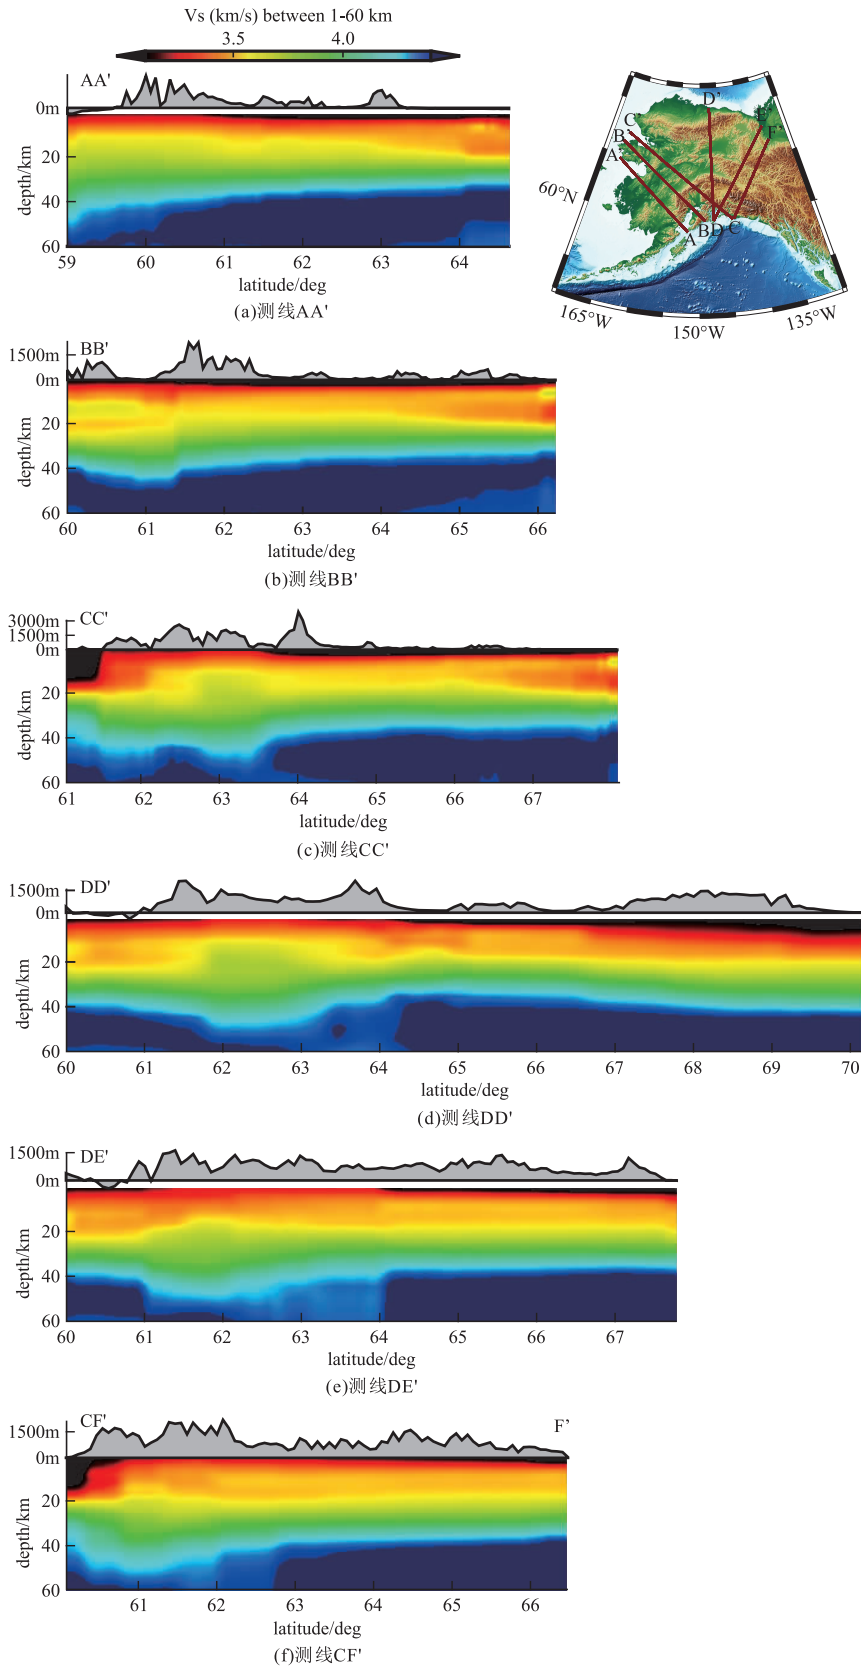 Vs (km/s) between 1-60 km
3.5 4.0
AA'
0m
0
20
40
60
depth/km
59 60 61 62 63 64
latitude/deg
(a)测线AA'
D' E' F'
C'
B'
A'
A B D C
60°N
165°W 150°W 135°W
BB'
1500m
0m
20
40
60
depth/km
60 61 62 63 64 65 66
latitude/deg
(b)测线BB'
CC'
3000m
1500m
0m
20
40
60
depth/km
61 62 63 64 65 66 67
latitude/deg
(c)测线CC'
DD'
1500m
0m
20
40
60
depth/km
60 61 62 63 64 65 66 67 68 69 70
latitude/deg
(d)测线DD'
DE'
1500m
0m
20
40
60
depth/km
60 61 62 63 64 65 66 67
latitude/deg
(e)测线DE'
CF' F'
1500m
0m
20
40
60
depth/km
61 62 63 64 65 66
latitude/deg
(f)测线CF'